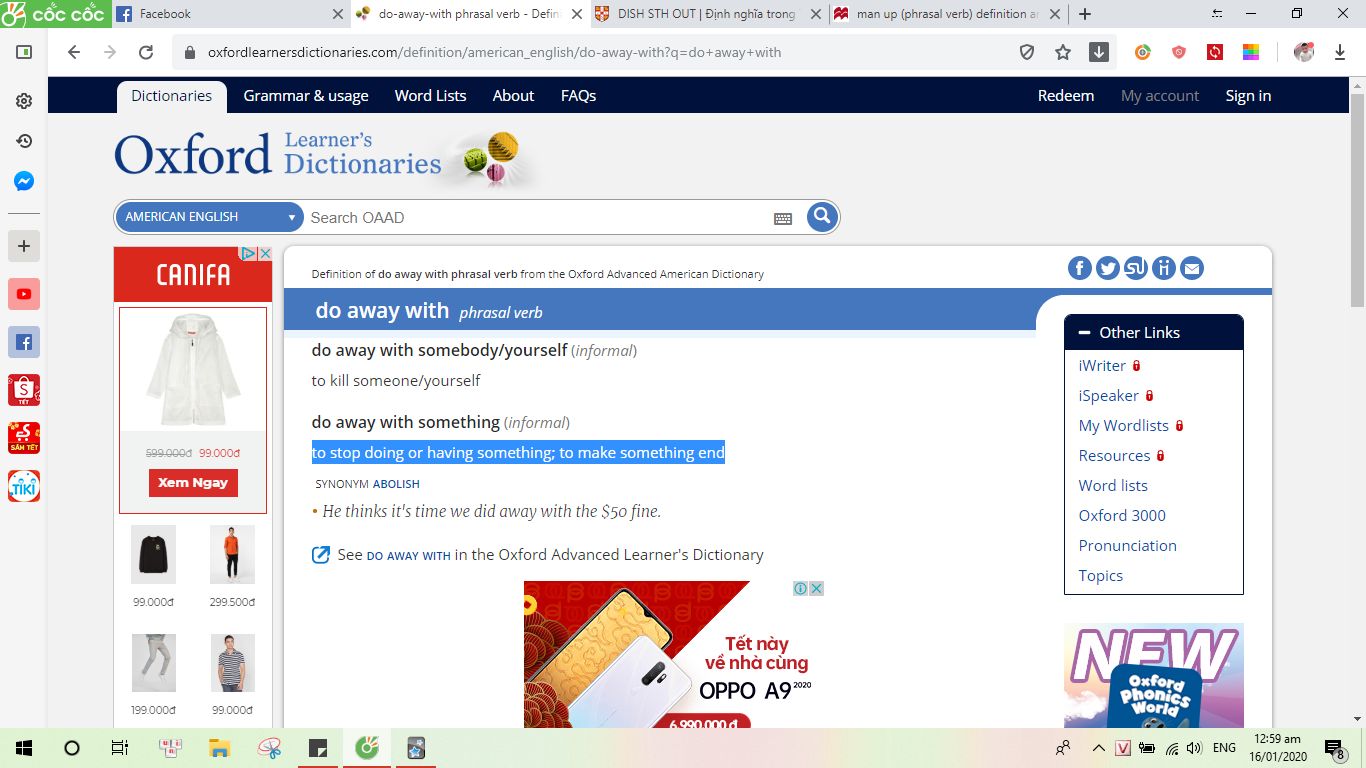 cốc cốc
Facebook
do-away-with phrasal verb - Defin
DISH STH OUT | Định nghĩa trong
man up (phrasal verb) definition ar
oxfordlearnersdictionaries.com/definition/american_english/do-away-with?q=do+away+with
Dictionaries
Grammar & usage
Word Lists
About
FAQs
Redeem
My account
Sign in
Oxford Learner's Dictionaries
AMERICAN ENGLISH
Search OAAD
CANIFA
599.000đ 99.000đ
Xem Ngay
99.000đ
299.500đ
199.000đ
99.000đ
Definition of do away with phrasal verb from the Oxford Advanced American Dictionary
do away with phrasal verb
do away with somebody/yourself (informal)
to kill someone/yourself
do away with something (informal)
to stop doing or having something; to make something end
SYNONYM ABOLISH
• He thinks it's time we did away with the $50 fine.
See DO AWAY WITH in the Oxford Advanced Learner's Dictionary
Tết này
về nhà cùng
OPPO A9 2020
6.990.000 đ
Other Links
iWriter
iSpeaker
My Wordlists
Resources
Word lists
Oxford 3000
Pronunciation
Topics
NEW
Oxford
Phonics
World
TẾT
SẮM TẾT
TIKI
ENG
12:59 am
16/01/2020
8